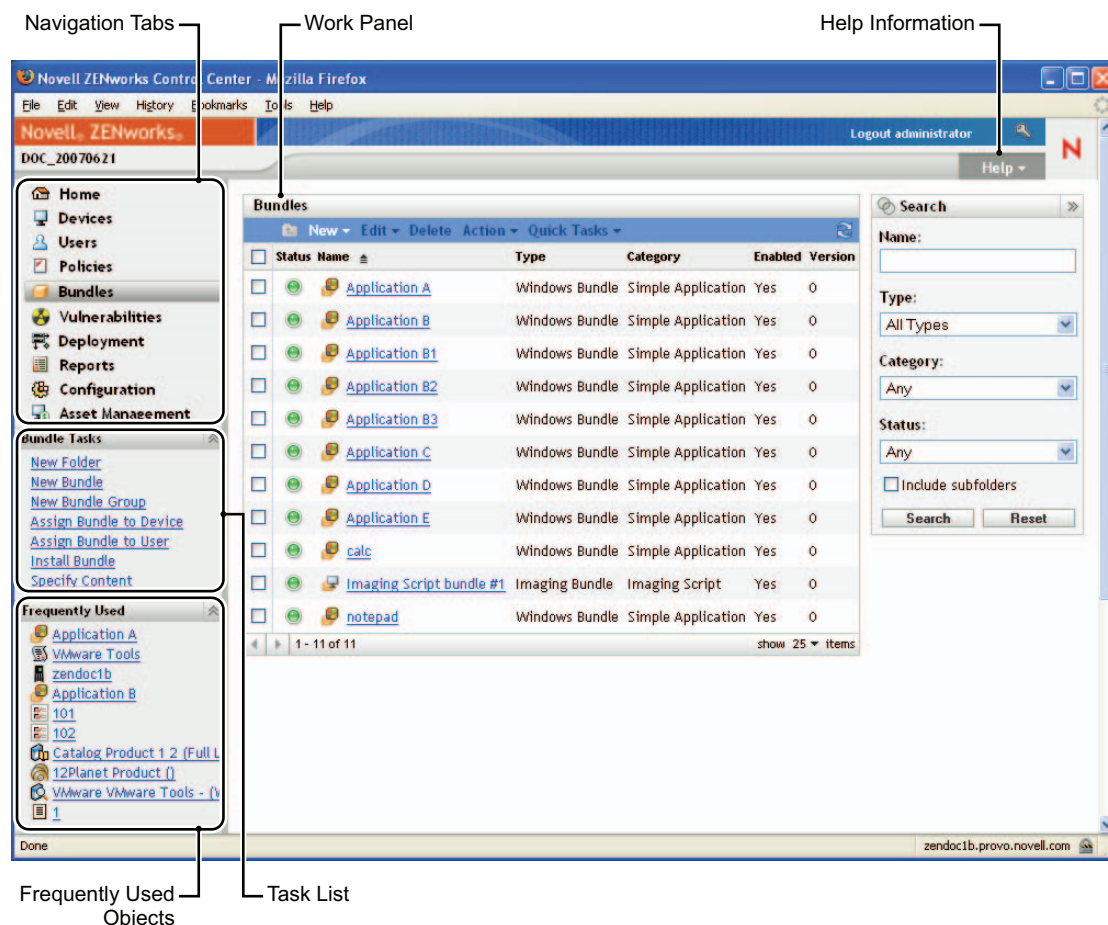 Navigation Tabs
Work Panel
Help Information
Novell ZENworks Control Center - Mozilla Firefox
File Edit View History Bookmarks Tools Help
Novell® ZENworks®
Logout administrator
N
DOC_20070621
Help
Home
Devices
Users
Policies
Bundles
Vulnerabilities
Deployment
Reports
Configuration
Asset Management
Bundle Tasks
New Folder
New Bundle
New Bundle Group
Assign Bundle to Device
Assign Bundle to User
Install Bundle
Specify Content
Frequently Used
Application A
VMware Tools
zendoc1b
Application B
101
102
Catalog Product 1 2 (Full L
12Planet Product ()
VMware VMware Tools - (V
1
Bundles
New Edit Delete Action Quick Tasks
Status Name Type Category Enabled Version
Application A Windows Bundle Simple Application Yes 0
Application B Windows Bundle Simple Application Yes 0
Application B1 Windows Bundle Simple Application Yes 0
Application B2 Windows Bundle Simple Application Yes 0
Application B3 Windows Bundle Simple Application Yes 0
Application C Windows Bundle Simple Application Yes 0
Application D Windows Bundle Simple Application Yes 0
Application E Windows Bundle Simple Application Yes 0
calc Windows Bundle Simple Application Yes 0
Imaging Script bundle #1 Imaging Bundle Imaging Script Yes 0
notepad Windows Bundle Simple Application Yes 0
1 - 11 of 11 show 25 items
Search
Name:
Type:
All Types
Category:
Any
Status:
Any
Include subfolders
Search Reset
Done
zendoc1b.provo.novell.com
Frequently Used
Objects
Task List